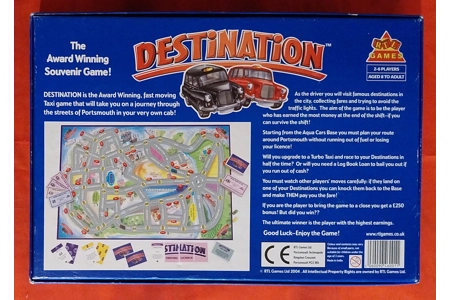 The
Award Winning
Souvenir Game!
DESTINATION™
RTL
GAMES
2-6 PLAYERS
AGED 8 TO ADULT
DESTINATION is the Award Winning, fast moving
Taxi game that will take you on a journey through
the streets of Portsmouth in your very own cab!
As the driver you will visit famous destinations in
the city, collecting fares and trying to avoid the
traffic lights. The aim of the game is to be the player
who has earned the most money at the end of the shift-if you
can survive the shift!
Starting from the Aqua Cars Base you must plan your route
around Portsmouth without running out of fuel or losing
your licence!
Will you upgrade to a Turbo Taxi and race to your Destinations in
half the time? Or will you need a Log Book Loan to bail you out if
you run out of cash?
You must watch other players' moves carefully: if they land on
one of your Destinations you can knock them back to the Base
and make THEM pay you the fare!
If you are the player to bring the game to a close you get a £250
bonus! But did you win??
The ultimate winner is the player with the highest earnings.
Good Luck-Enjoy the Game!
www.rtlgames.co.uk
DESTINATION
CE
RTL Games Ltd
© RTL Games Ltd 2004 . All Intellectual Property Rights are owned by RTL Games Ltd.